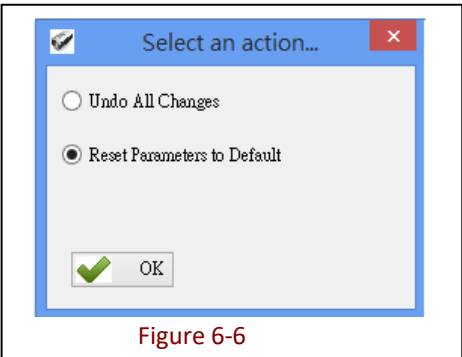 Select an action...
Undo All Changes
Reset Parameters to Default
OK
Figure 6-6